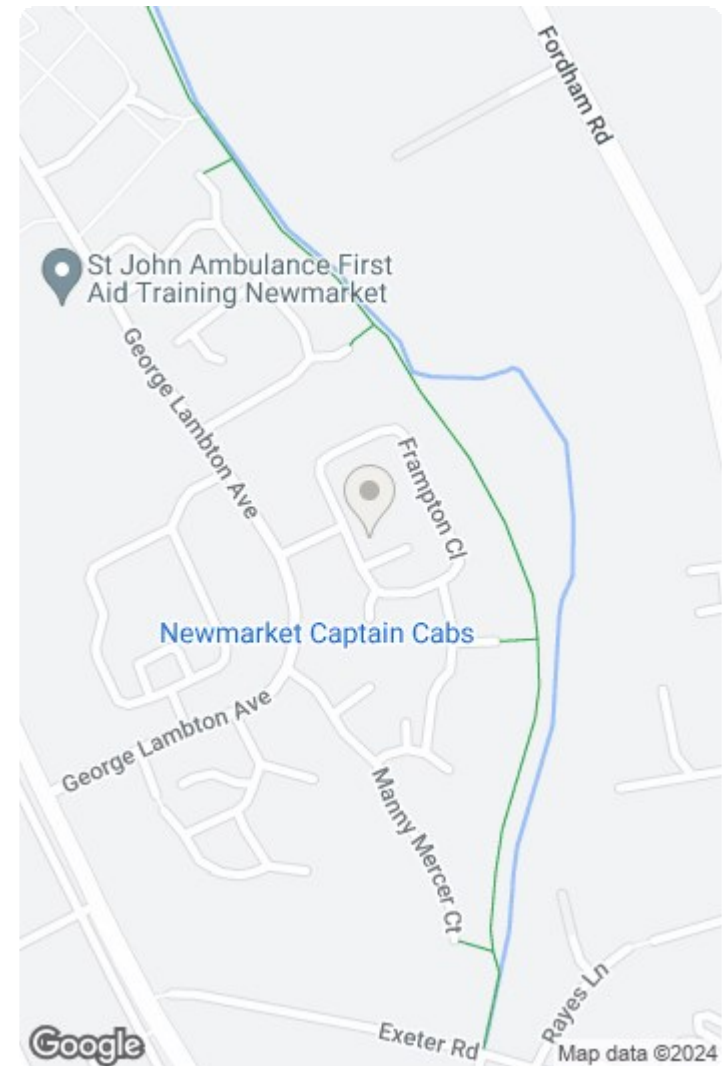 Fordham Rd
St John Ambulance First
Aid Training Newmarket
George Lambton Ave
Frampton Cl
Newmarket Captain Cabs
George Lambton Ave
Manny Mercer Ct
Rayes Ln
Exeter Rd
Google
Map data ©2024